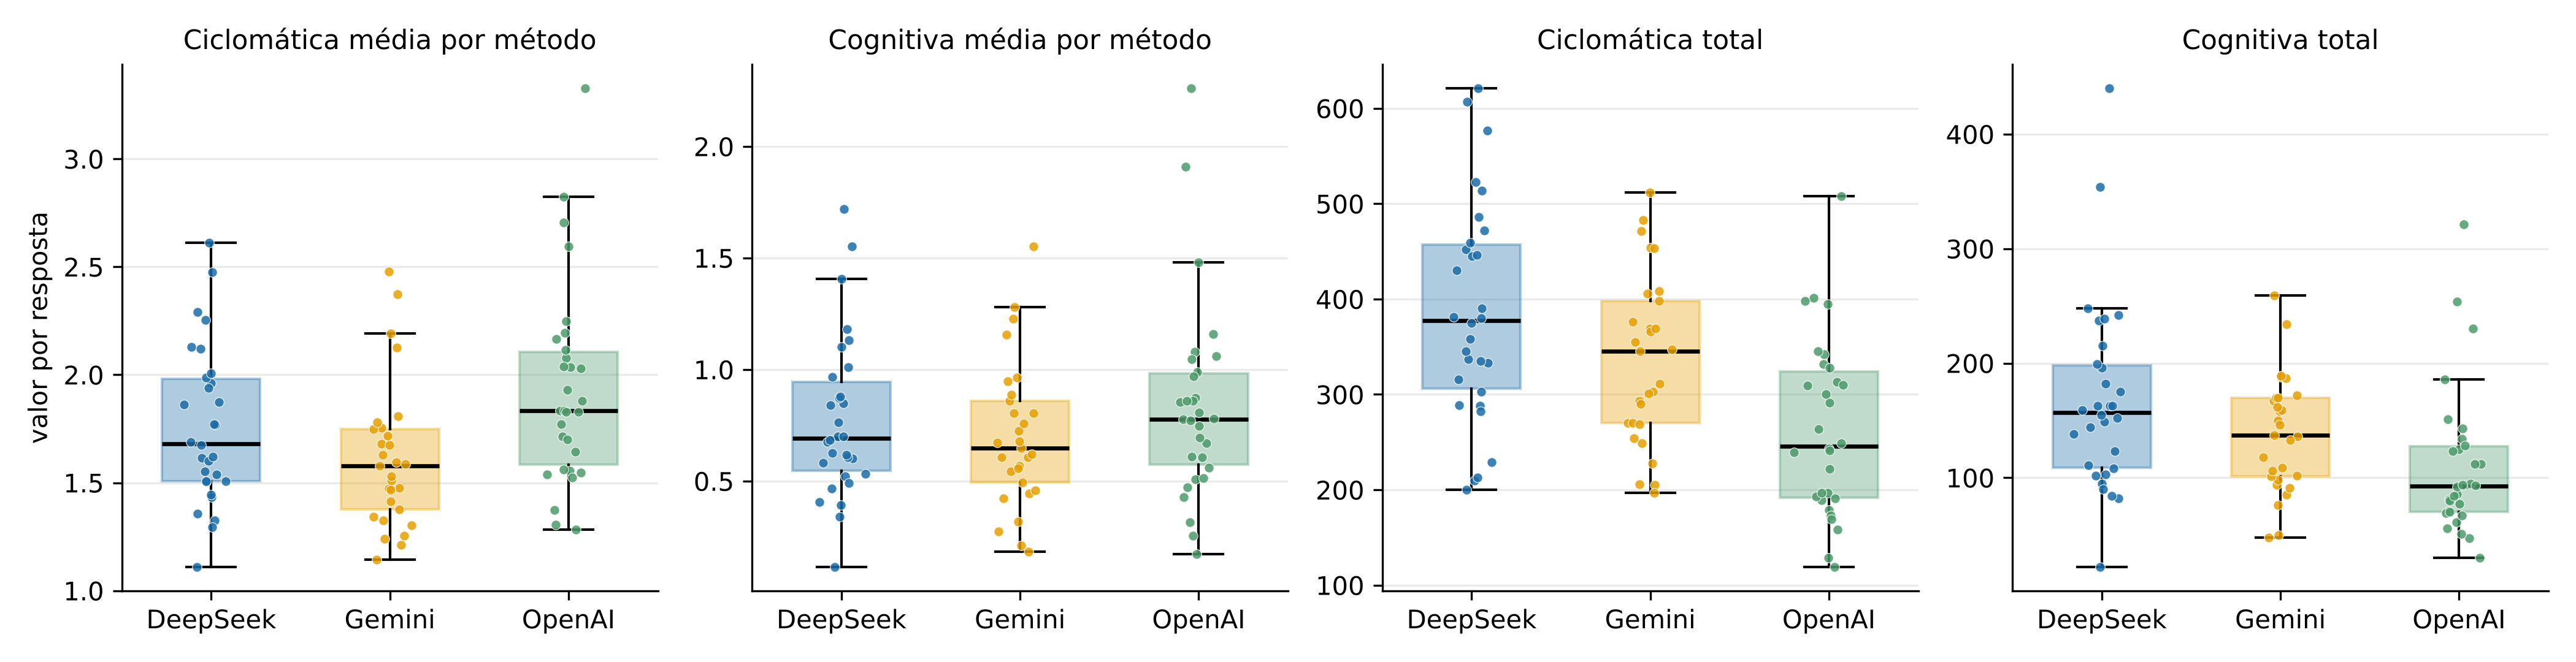 Ciclomática média por método
valor por resposta
3.0
2.5
2.0
1.5
1.0
DeepSeek
Gemini
OpenAI
Cognitiva média por método
2.0
1.5
1.0
0.5
DeepSeek
Gemini
OpenAI
Ciclomática total
600
500
400
300
200
100
DeepSeek
Gemini
OpenAI
Cognitiva total
400
300
200
100
DeepSeek
Gemini
OpenAI